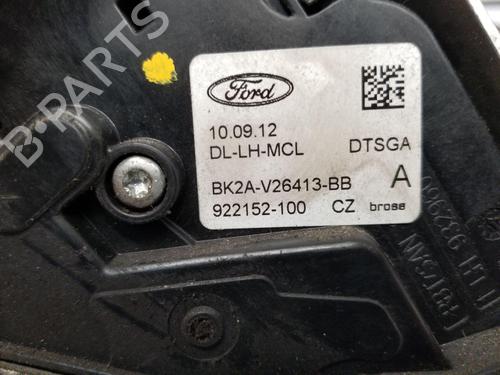 Ford
10.09.12
DL-LH-MCL DTSGA
BK2A-V26413-BB A
922152-100 CZ brose
B-PARTS